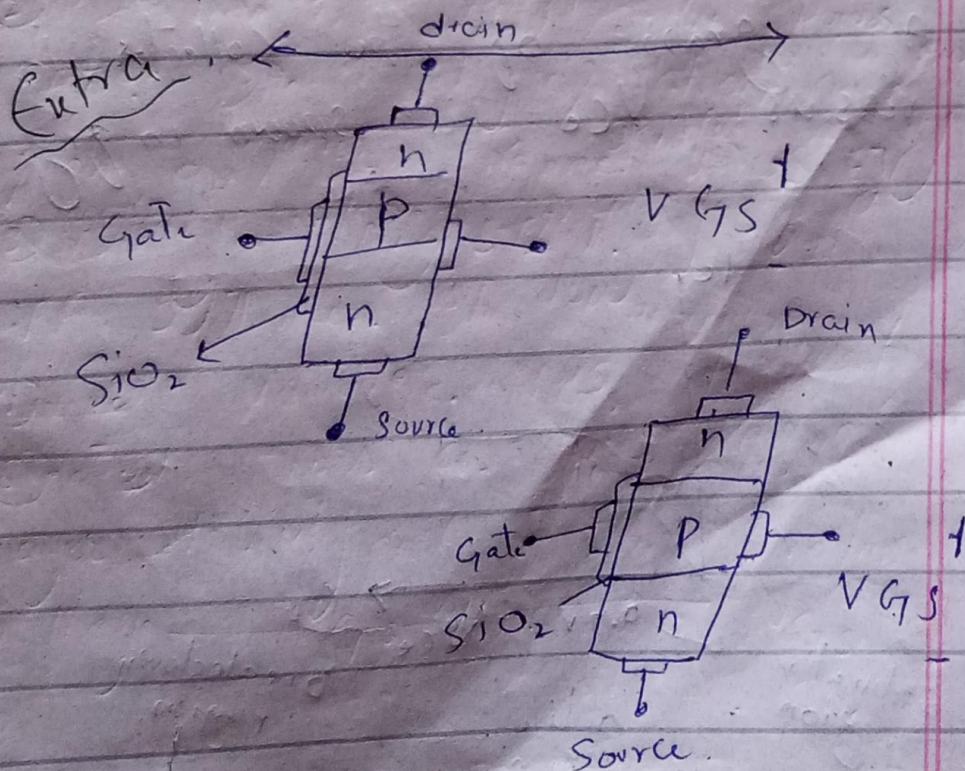 drain
Extra
n
+
VGS
P
Gate
-
n
SiO₂
Source
Drain
n
Gate
P
+
VGS
SiO₂
n
-
Source